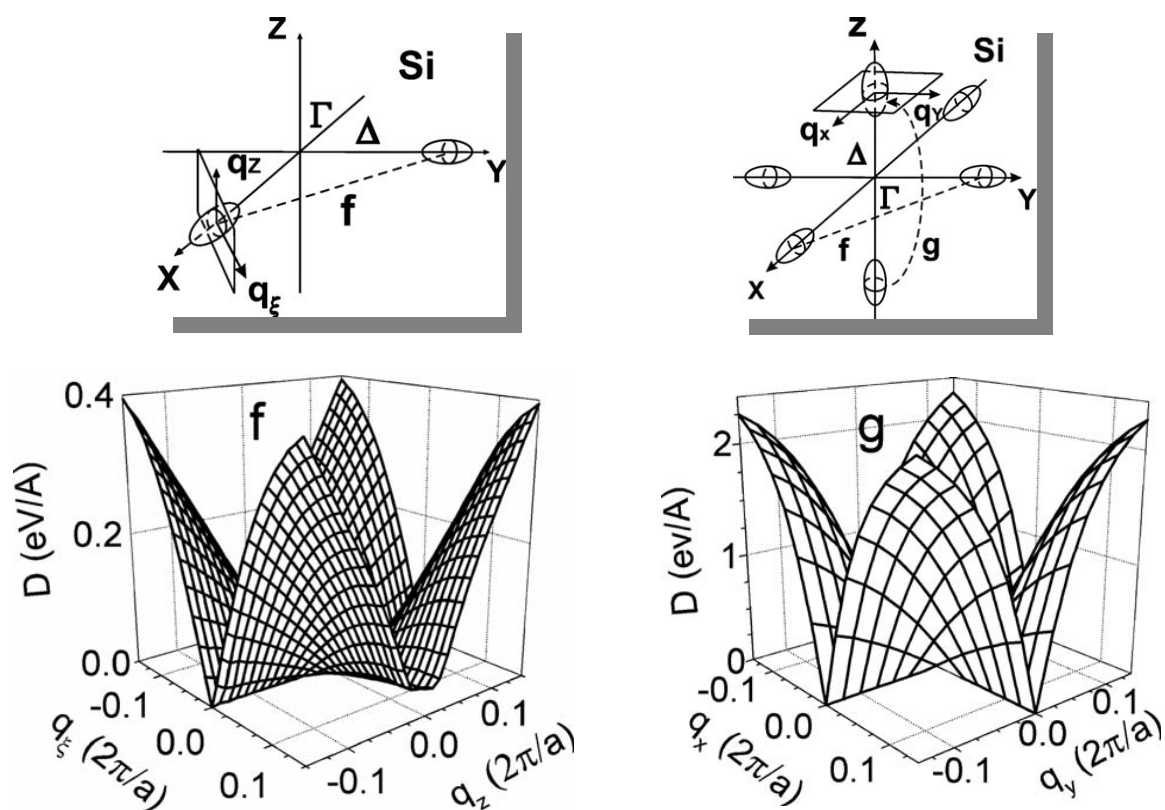 Z
Si
Γ
Δ
qz
Y
f
X
qξ
z
Si
qY
qx
Δ
Γ
Y
f
g
x
0.4
0.2
0.0
D (eV/A)
f
-0.1
0.0
0.1
qξ (2π/a)
-0.1
0.0
0.1
qz (2π/a)
2
1
0
D (ev/A)
g
-0.1
0.0
0.1
qx (2π/a)
-0.1
0.0
0.1
qy (2π/a)